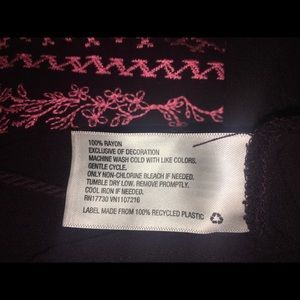 100% RAYON
EXCLUSIVE OF DECORATION
MACHINE WASH COLD WITH LIKE COLORS,
GENTLE CYCLE.
ONLY NON-CHLORINE BLEACH IF NEEDED.
TUMBLE DRY LOW. REMOVE PROMPTLY.
COOL IRON IF NEEDED.
RN17730 VN1107216
LABEL MADE FROM 100% RECYCLED PLASTIC